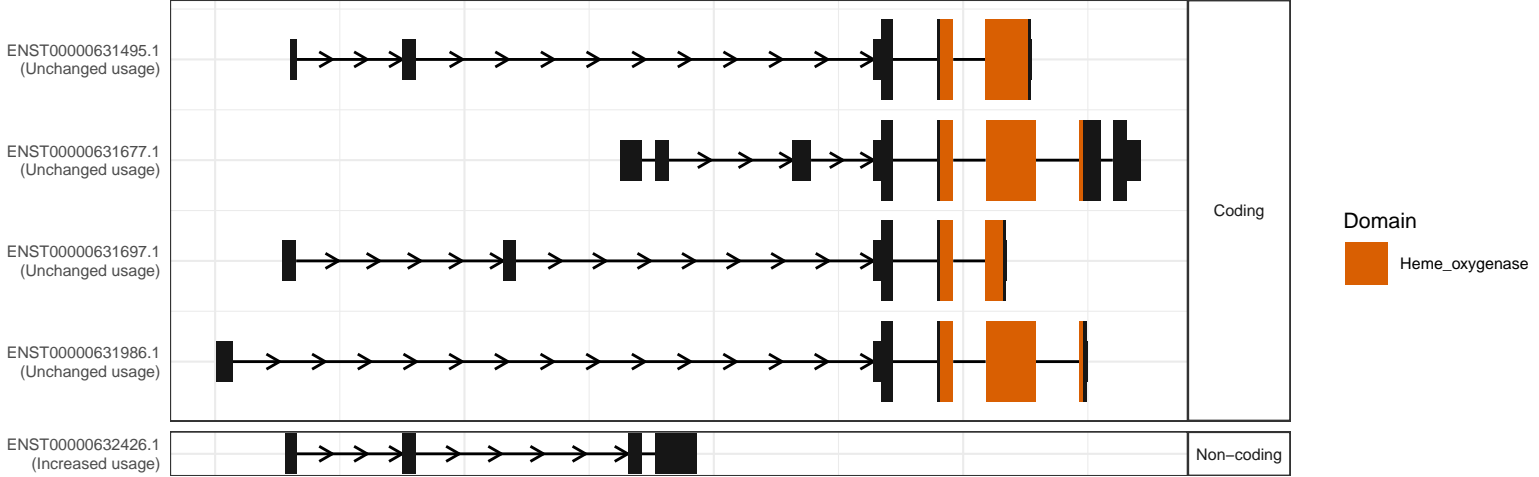 ENST00000631495.1
(Unchanged usage)
ENST00000631677.1
(Unchanged usage)
ENST00000631697.1
(Unchanged usage)
ENST00000631986.1
(Unchanged usage)
Coding
ENST00000632426.1
(Increased usage)
Non−coding
Domain
Heme_oxygenase